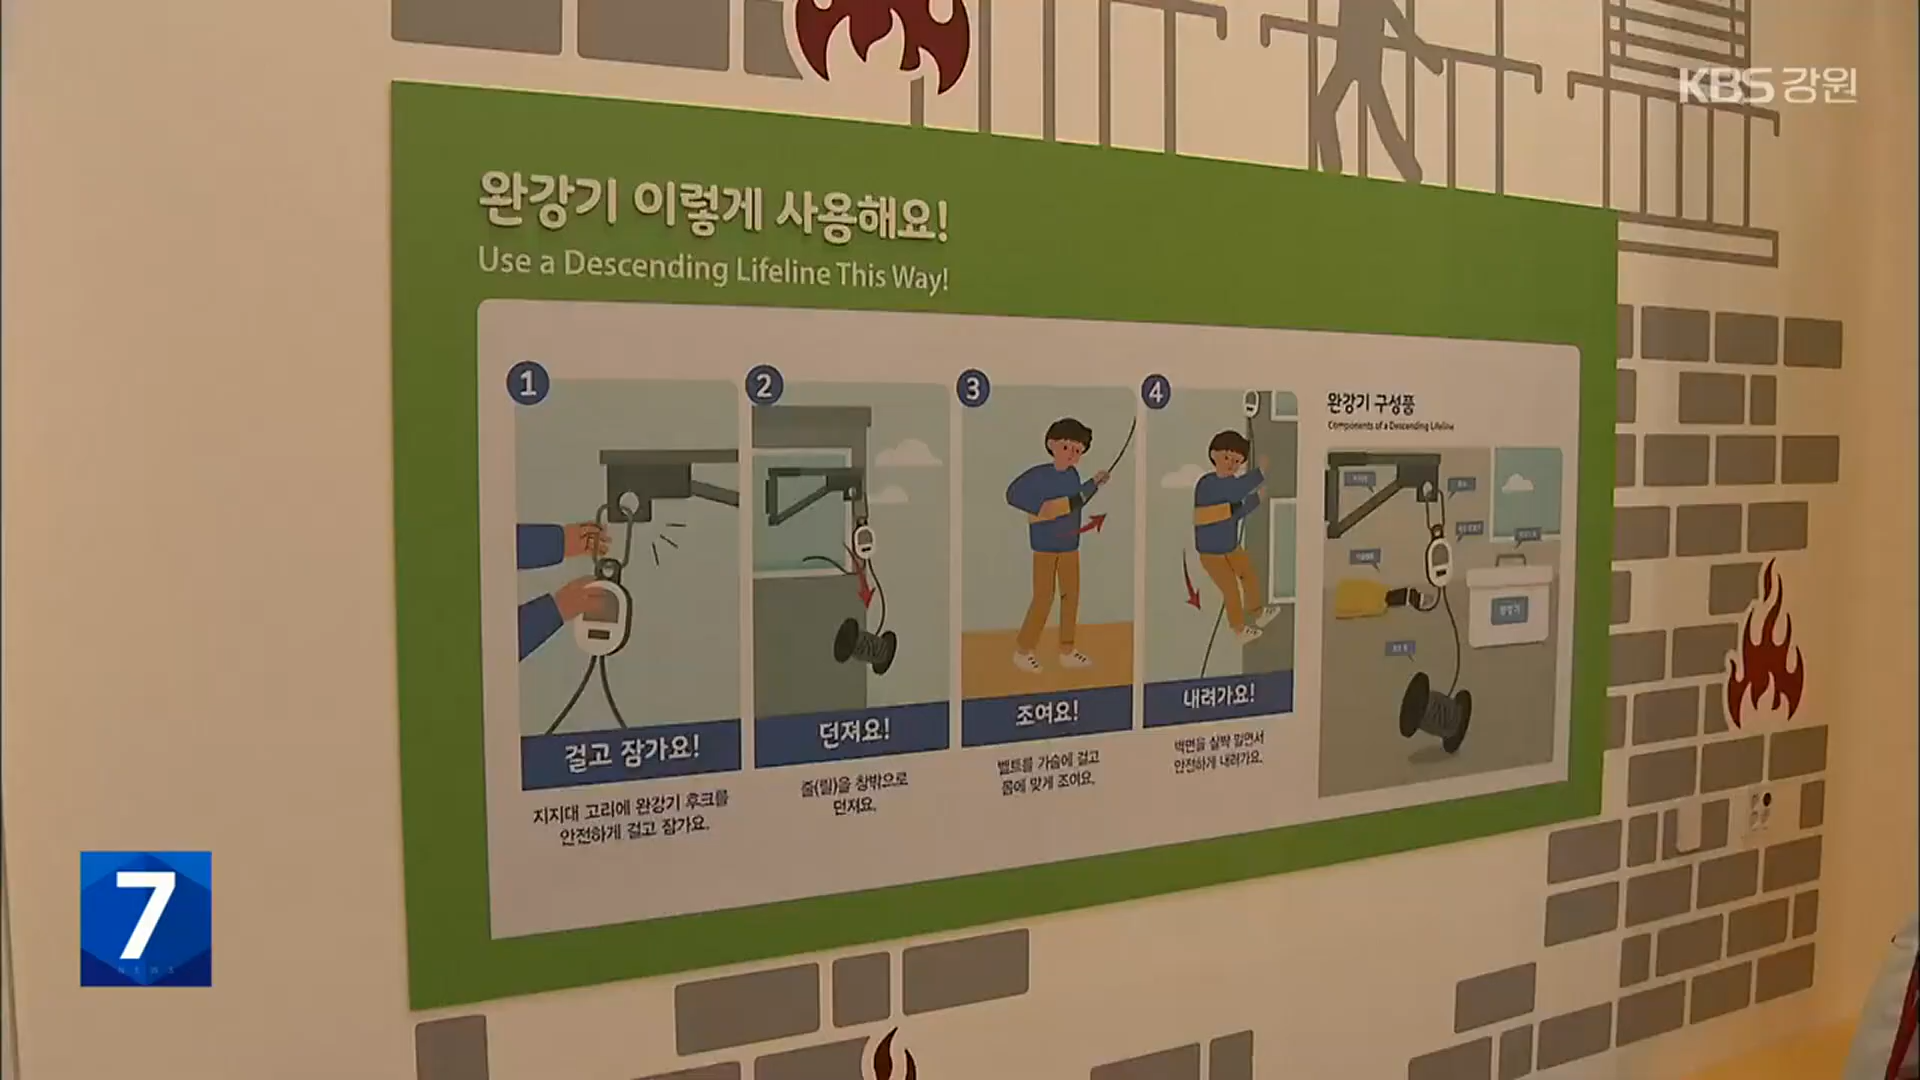 KBS 강원
완강기 이렇게 사용해요!
Use a Descending Lifeline This Way!
1
걸고 잠가요!
지지대 고리에 완강기 후크를
안전하게 걸고 잠가요.
2
던져요!
줄(릴)을 창밖으로
던져요.
3
조여요!
벨트를 가슴에 걸고
몸에 맞게 조여요.
4
내려가요!
벽면을 살짝 밀면서
안전하게 내려가요.
완강기 구성품
Components of a Descending Lifeline
7
NEWS